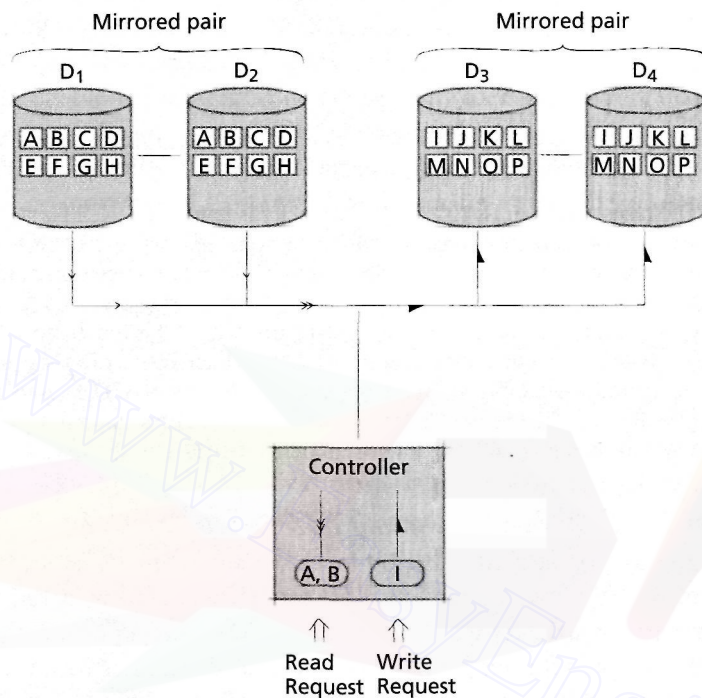 Mirrored pair Mirrored pair
D1 D2 D3 D4
A B C D A B C D I J K L I J K L
E F G H E F G H M N O P M N O P
Controller
A, B I
Read Write
Request Request